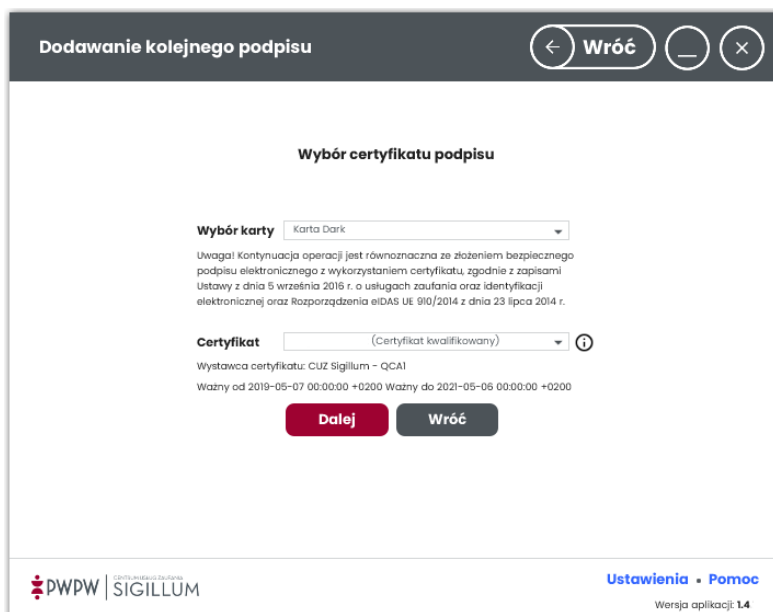 Dodawanie kolejnego podpisu
Wróć
Wybór certyfikatu podpisu
Wybór karty Karta Dark
Uwaga! Kontynuacja operacji jest równoznaczna ze złożeniem bezpiecznego
podpisu elektronicznego z wykorzystaniem certyfikatu, zgodnie z zapisami
Ustawy z dnia 5 września 2016 r. o usługach zaufania oraz identyfikacji
elektronicznej oraz Rozporządzenia eIDAS UE 910/2014 z dnia 23 lipca 2014 r.
Certyfikat (Certyfikat kwalifikowany)
Wystawca certyfikatu: CUZ Sigillum - QCA1
Ważny od 2019-05-07 00:00:00 +0200 Ważny do 2021-05-06 00:00:00 +0200
Dalej Wróć
CENTRUM USŁUG ZAUFANIA
PWPW SIGILLUM
Ustawienia Pomoc
Wersja aplikacji: 1.4